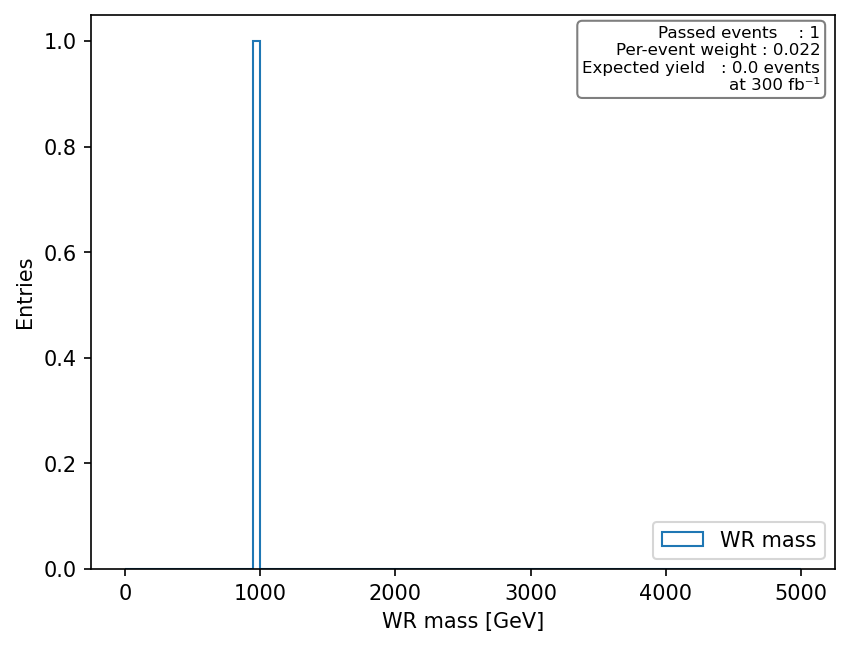 Passed events    : 1
Per-event weight : 0.022
Expected yield   : 0.0 events
at 300 fb⁻¹
1.0
0.8
0.6
0.4
0.2
0.0
Entries
WR mass
0 1000 2000 3000 4000 5000
WR mass [GeV]